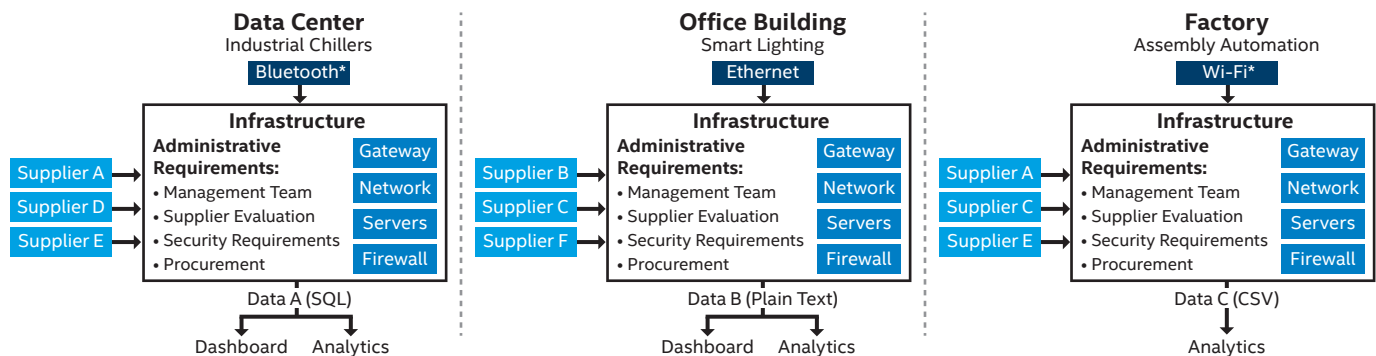 Data Center
Industrial Chillers
Bluetooth*
Infrastructure
Administrative
Requirements:
• Management Team
• Supplier Evaluation
• Security Requirements
• Procurement
Gateway
Network
Servers
Firewall
Supplier A
Supplier D
Supplier E
Data A (SQL)
Dashboard
Analytics
Office Building
Smart Lighting
Ethernet
Infrastructure
Administrative
Requirements:
• Management Team
• Supplier Evaluation
• Security Requirements
• Procurement
Gateway
Network
Servers
Firewall
Supplier B
Supplier C
Supplier F
Data B (Plain Text)
Dashboard
Analytics
Factory
Assembly Automation
Wi-Fi*
Infrastructure
Administrative
Requirements:
• Management Team
• Supplier Evaluation
• Security Requirements
• Procurement
Gateway
Network
Servers
Firewall
Supplier A
Supplier C
Supplier E
Data C (CSV)
Analytics